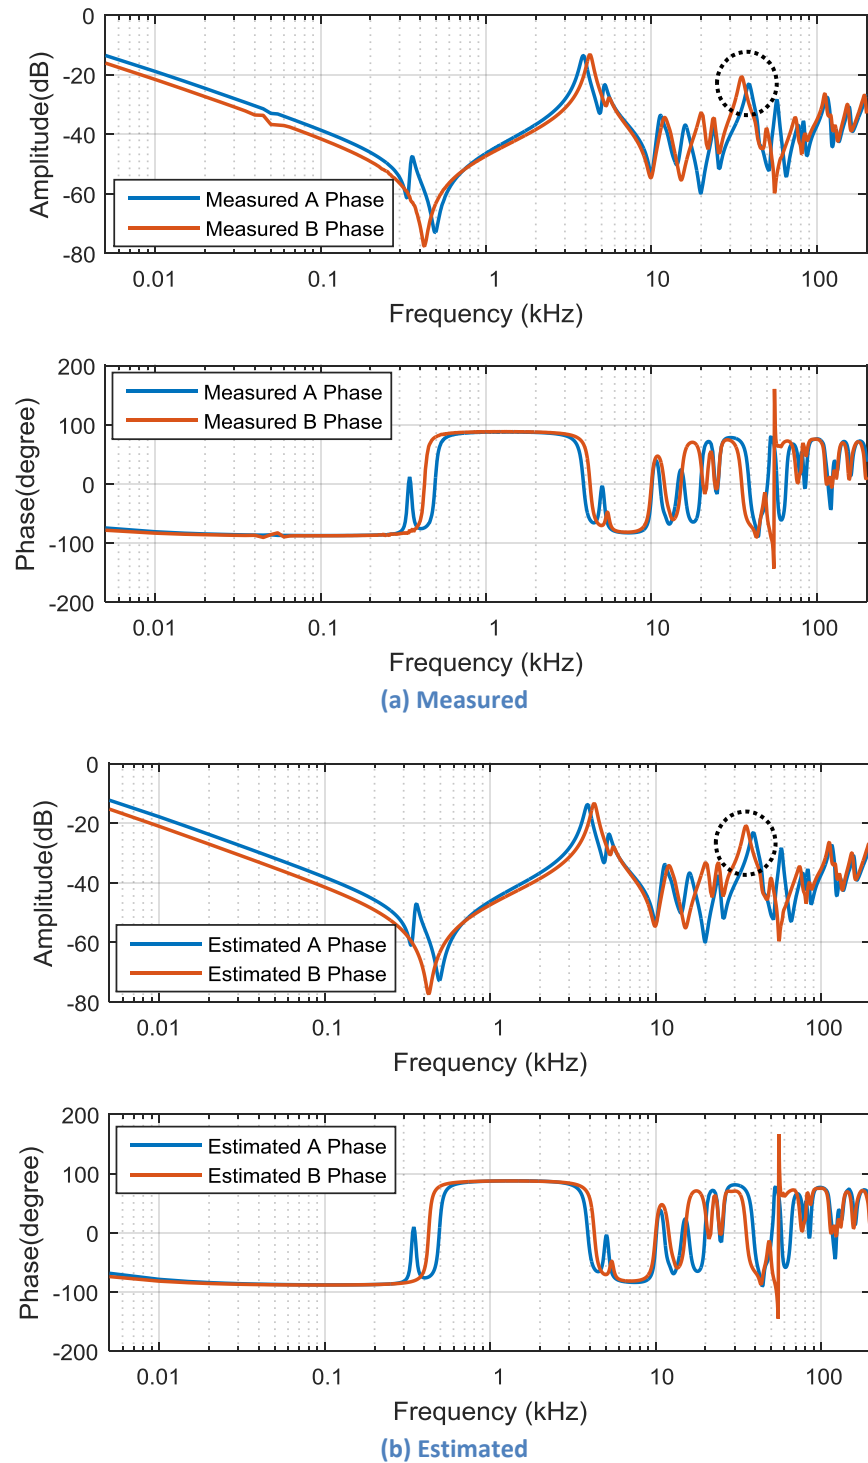 0
-20
-40
-60
-80
Amplitude(dB)
Measured A Phase
Measured B Phase
0.01 0.1 1 10 100
Frequency (kHz)
200
100
0
-100
-200
Phase(degree)
Measured A Phase
Measured B Phase
0.01 0.1 1 10 100
Frequency (kHz)
(a) Measured
0
-20
-40
-60
-80
Amplitude(dB)
Estimated A Phase
Estimated B Phase
0.01 0.1 1 10 100
Frequency (kHz)
200
100
0
-100
-200
Phase(degree)
Estimated A Phase
Estimated B Phase
0.01 0.1 1 10 100
Frequency (kHz)
(b) Estimated